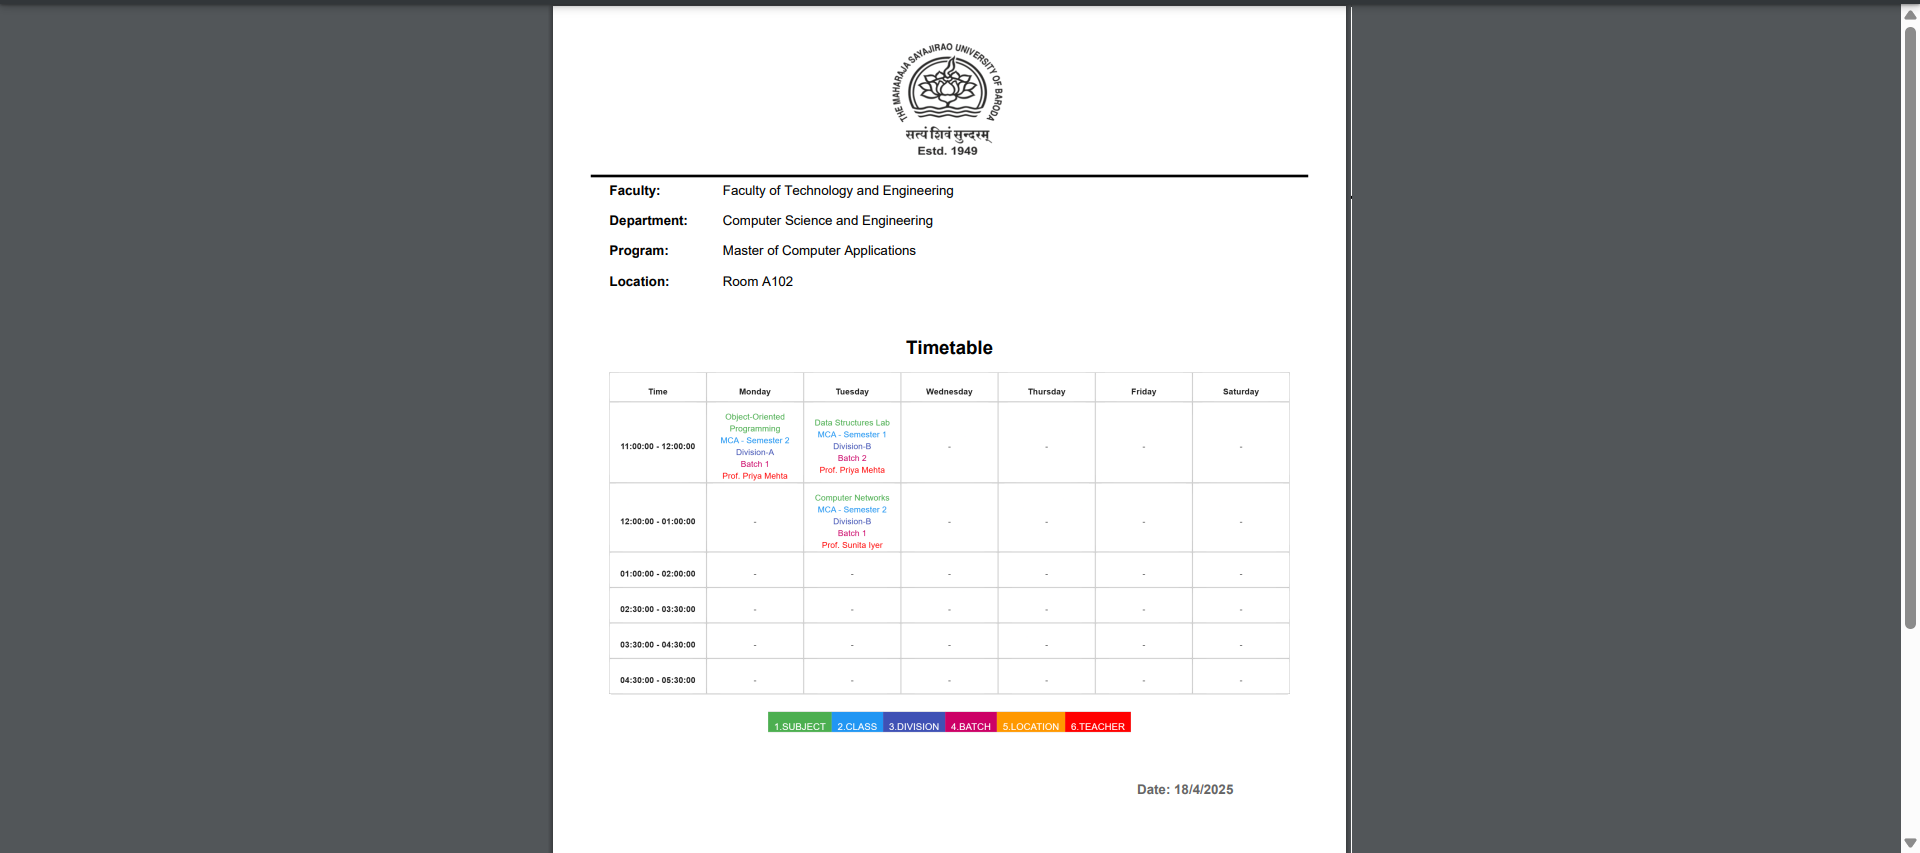 THE MAHARAJA SAYAJIRAO UNIVERSITY OF BARODA
सत्यं शिवं सुन्दरम्
Estd. 1949
Faculty: Faculty of Technology and Engineering
Department: Computer Science and Engineering
Program: Master of Computer Applications
Location: Room A102
Timetable
Time Monday Tuesday Wednesday Thursday Friday Saturday
11:00:00 - 12:00:00
Object-Oriented
Programming
MCA - Semester 2
Division-A
Batch 1
Prof. Priya Mehta
Data Structures Lab
MCA - Semester 1
Division-B
Batch 2
Prof. Priya Mehta
- - - -
12:00:00 - 01:00:00
-
Computer Networks
MCA - Semester 2
Division-B
Batch 1
Prof. Sunita Iyer
- - - -
01:00:00 - 02:00:00 - - - - - -
02:30:00 - 03:30:00 - - - - - -
03:30:00 - 04:30:00 - - - - - -
04:30:00 - 05:30:00 - - - - - -
1.SUBJECT 2.CLASS 3.DIVISION 4.BATCH 5.LOCATION 6.TEACHER
Date: 18/4/2025